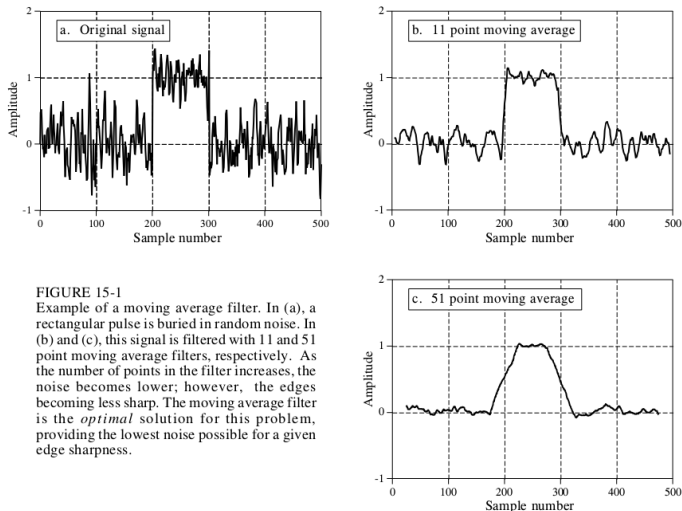 2
1
0
-1
0
100
200
300
400
500
Amplitude
Sample number
a. Original signal
2
1
0
-1
0
100
200
300
400
500
Amplitude
Sample number
b. 11 point moving average
FIGURE 15-1
Example of a moving average filter. In (a), a
rectangular pulse is buried in random noise. In
(b) and (c), this signal is filtered with 11 and 51
point moving average filters, respectively. As
the number of points in the filter increases, the
noise becomes lower; however, the edges
becoming less sharp. The moving average filter
is the optimal solution for this problem,
providing the lowest noise possible for a given
edge sharpness.
2
1
0
-1
0
100
200
300
400
500
Amplitude
Sample number
c. 51 point moving average